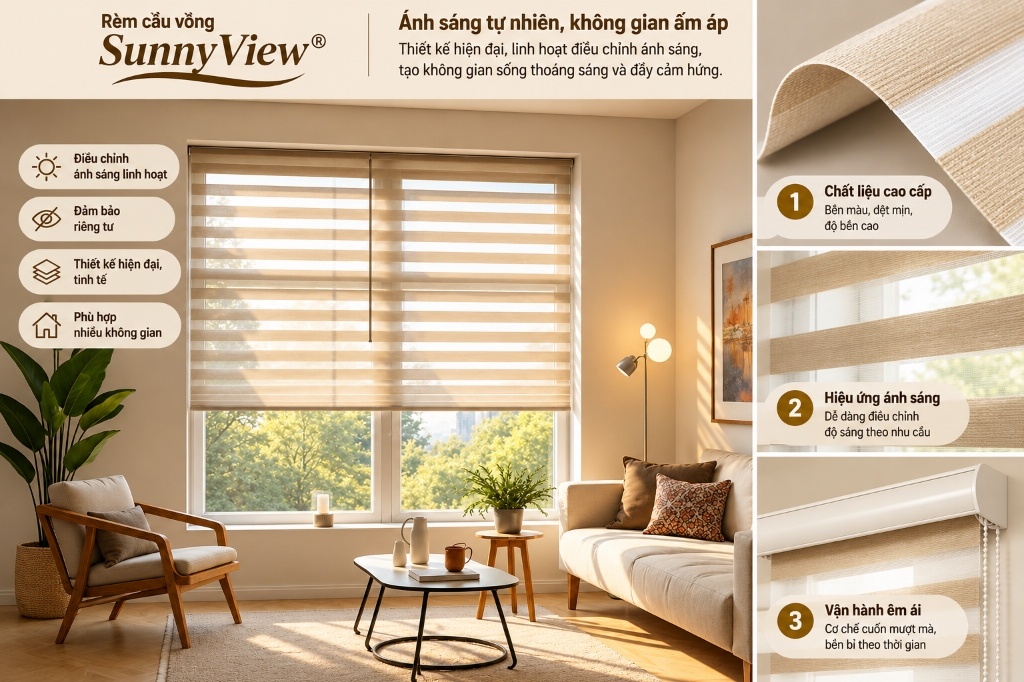 Rèm cầu vồng
SunnyView®
Ánh sáng tự nhiên, không gian ấm áp
Thiết kế hiện đại, linh hoạt điều chỉnh ánh sáng,
tạo không gian sống thoáng sáng và đầy cảm hứng.
Điều chỉnh
ánh sáng linh hoạt
Đảm bảo
riêng tư
Thiết kế hiện đại,
tinh tế
Phù hợp
nhiều không gian
1
Chất liệu cao cấp
Bền màu, dệt mịn,
độ bền cao
2
Hiệu ứng ánh sáng
Dễ dàng điều chỉnh
độ sáng theo nhu cầu
3
Vận hành êm ái
Cơ chế cuốn mượt mà,
bền bỉ theo thời gian